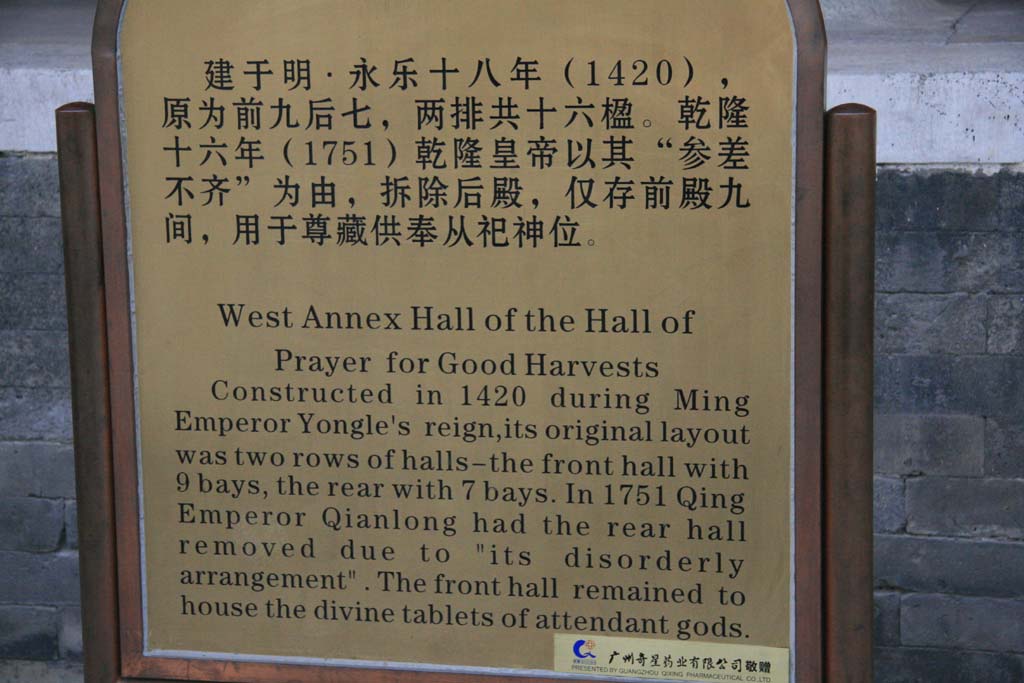 建于明·永乐十八年（1420），
原为前九后七，两排共十六楹。乾隆
十六年（1751）乾隆皇帝以其“参差
不齐”为由，拆除后殿，仅存前殿九
间，用于尊藏供奉从祀神位。
West Annex Hall of the Hall of
Prayer for Good Harvests
Constructed in 1420 during Ming
Emperor Yongle's reign,its original layout
was two rows of halls-the front hall with
9 bays, the rear with 7 bays. In 1751 Qing
Emperor Qianlong had the rear hall
removed due to "its disorderly
arrangement" . The front hall remained to
house the divine tablets of attendant gods.
广州奇星药业有限公司敬赠
PRESENTED BY GUANGZHOU QIXING PHARMACEUTICAL CO.,LTD.